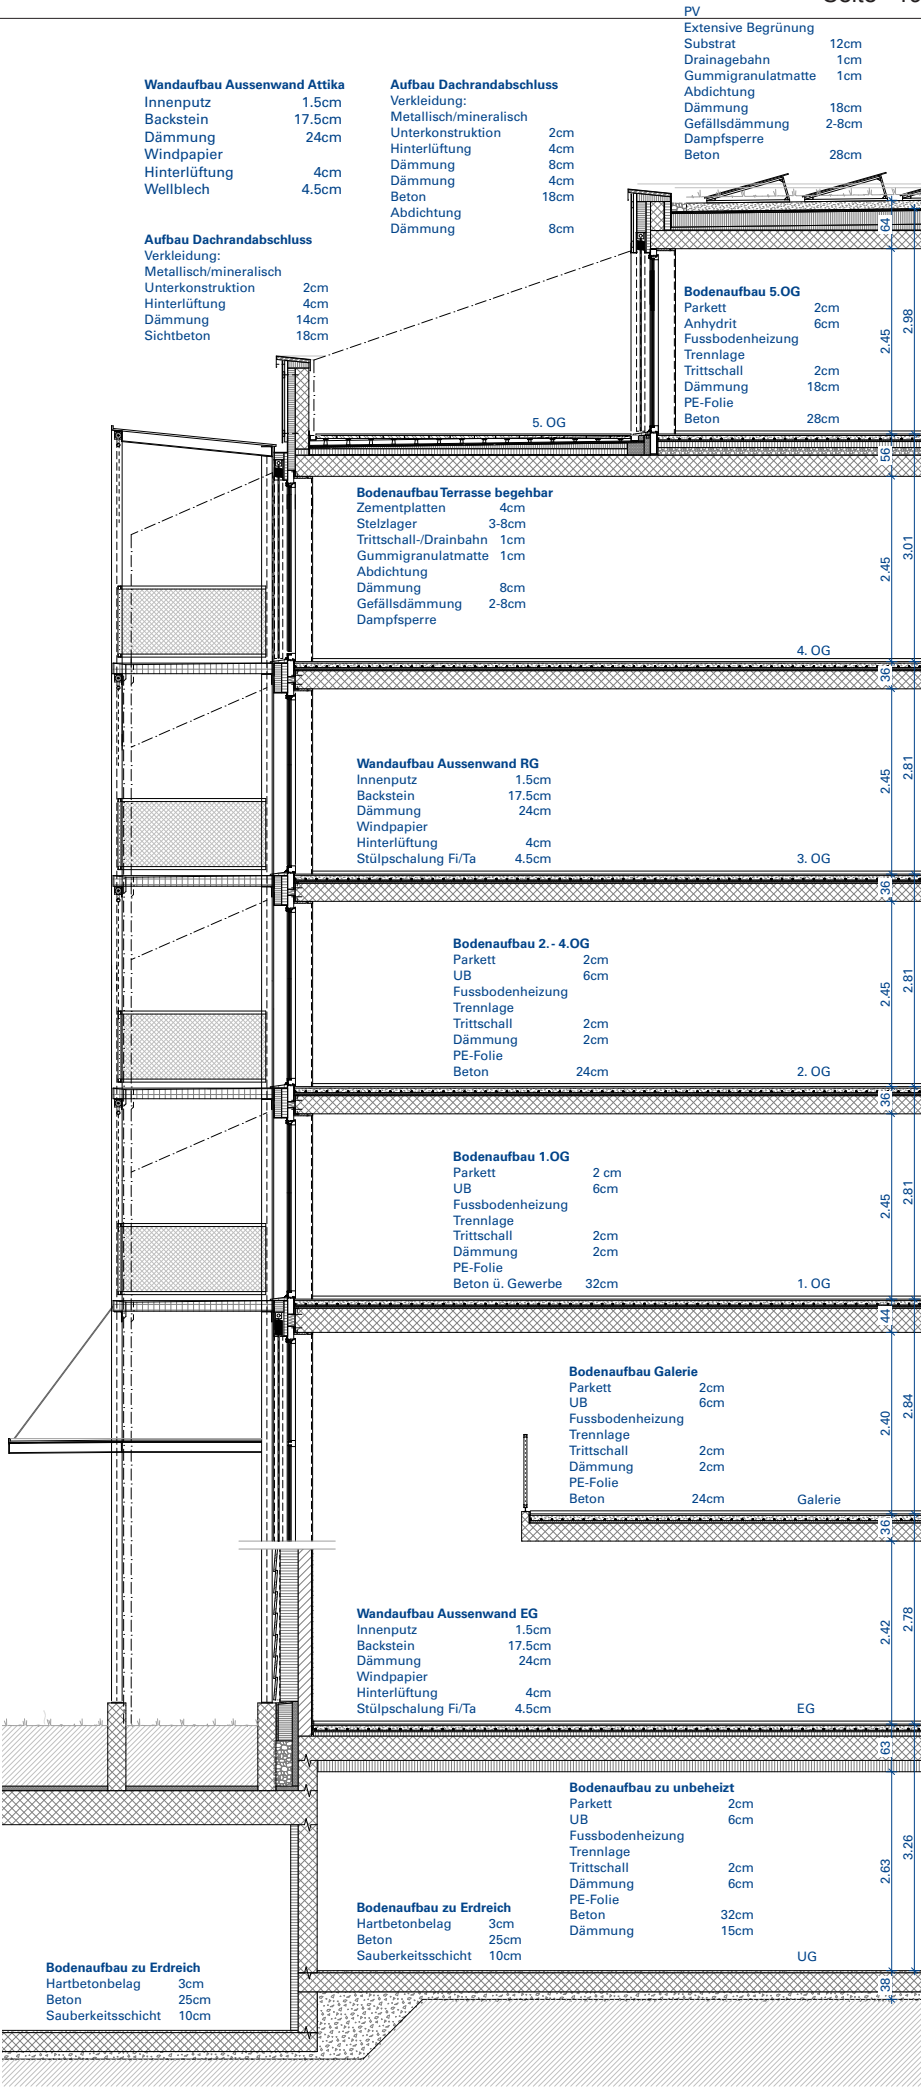 PV
Extensive Begrünung
Substrat 12cm
Drainagebahn 1cm
Gummigranulatmatte 1cm
Abdichtung
Dämmung 18cm
Gefällsdämmung 2-8cm
Dampfsperre
Beton 28cm
Wandaufbau Aussenwand Attika
Innenputz 1.5cm
Backstein 17.5cm
Dämmung 24cm
Windpapier
Hinterlüftung 4cm
Wellblech 4.5cm
Aufbau Dachrandabschluss
Verkleidung:
Metallisch/mineralisch
Unterkonstruktion 2cm
Hinterlüftung 4cm
Dämmung 8cm
Dämmung 4cm
Beton 18cm
Abdichtung
Dämmung 8cm
Aufbau Dachrandabschluss
Verkleidung:
Metallisch/mineralisch
Unterkonstruktion 2cm
Hinterlüftung 4cm
Dämmung 14cm
Sichtbeton 18cm
64
Bodenaufbau 5.OG
Parkett 2cm
Anhydrit 6cm
Fussbodenheizung
Trennlage
Trittschall 2cm
Dämmung 18cm
PE-Folie
Beton 28cm
2.45
2.98
5. OG
56
Bodenaufbau Terrasse begehbar
Zementplatten 4cm
Stelzlager 3-8cm
Trittschall-/Drainbahn 1cm
Gummigranulatmatte 1cm
Abdichtung
Dämmung 8cm
Gefällsdämmung 2-8cm
Dampfsperre
2.45
3.01
4. OG
36
Wandaufbau Aussenwand RG
Innenputz 1.5cm
Backstein 17.5cm
Dämmung 24cm
Windpapier
Hinterlüftung 4cm
Stülpschalung Fi/Ta 4.5cm
2.45
2.81
3. OG
36
Bodenaufbau 2. - 4.OG
Parkett 2cm
UB 6cm
Fussbodenheizung
Trennlage
Trittschall 2cm
Dämmung 2cm
PE-Folie
Beton 24cm
2.45
2.81
2. OG
36
Bodenaufbau 1.OG
Parkett 2 cm
UB 6cm
Fussbodenheizung
Trennlage
Trittschall 2cm
Dämmung 2cm
PE-Folie
Beton ü. Gewerbe 32cm
2.45
2.81
1. OG
44
Bodenaufbau Galerie
Parkett 2cm
UB 6cm
Fussbodenheizung
Trennlage
Trittschall 2cm
Dämmung 2cm
PE-Folie
Beton 24cm
2.40
2.84
Galerie
36
Wandaufbau Aussenwand EG
Innenputz 1.5cm
Backstein 17.5cm
Dämmung 24cm
Windpapier
Hinterlüftung 4cm
Stülpschalung Fi/Ta 4.5cm
2.42
2.78
EG
63
Bodenaufbau zu unbeheizt
Parkett 2cm
UB 6cm
Fussbodenheizung
Trennlage
Trittschall 2cm
Dämmung 6cm
PE-Folie
Beton 32cm
Dämmung 15cm
2.63
3.26
Bodenaufbau zu Erdreich
Hartbetonbelag 3cm
Beton 25cm
Sauberkeitsschicht 10cm
UG
38
Bodenaufbau zu Erdreich
Hartbetonbelag 3cm
Beton 25cm
Sauberkeitsschicht 10cm